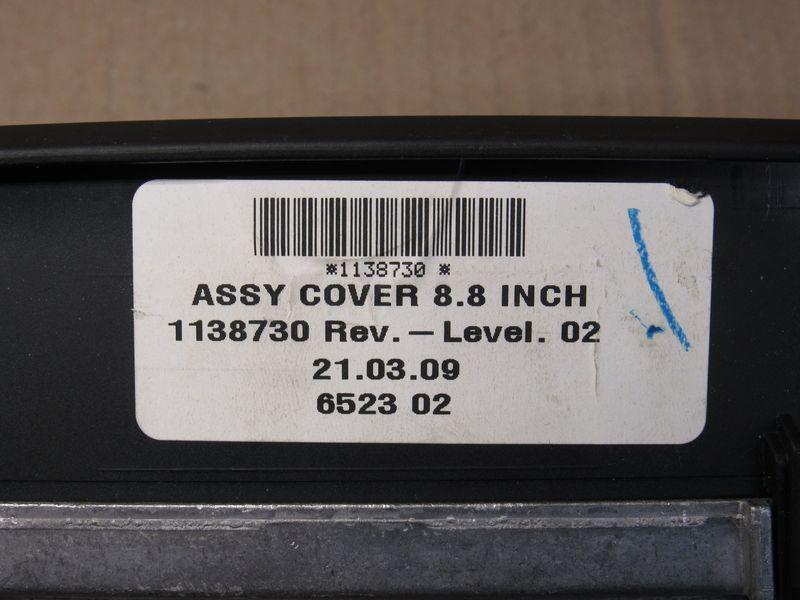 *1138730 *
ASSY COVER 8.8 INCH
1138730 Rev. — Level. 02
21.03.09
6523 02